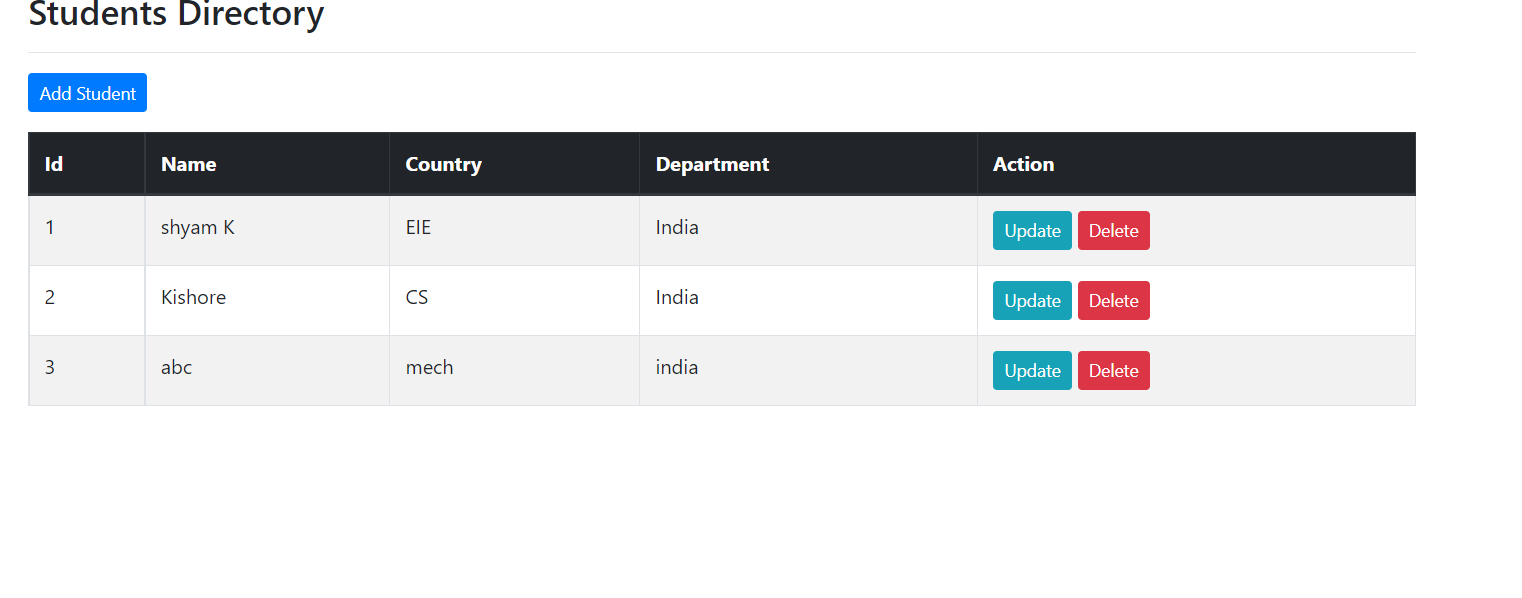 Students Directory
Add Student
Id Name Country Department Action
1 shyam K EIE India Update Delete
2 Kishore CS India Update Delete
3 abc mech india Update Delete